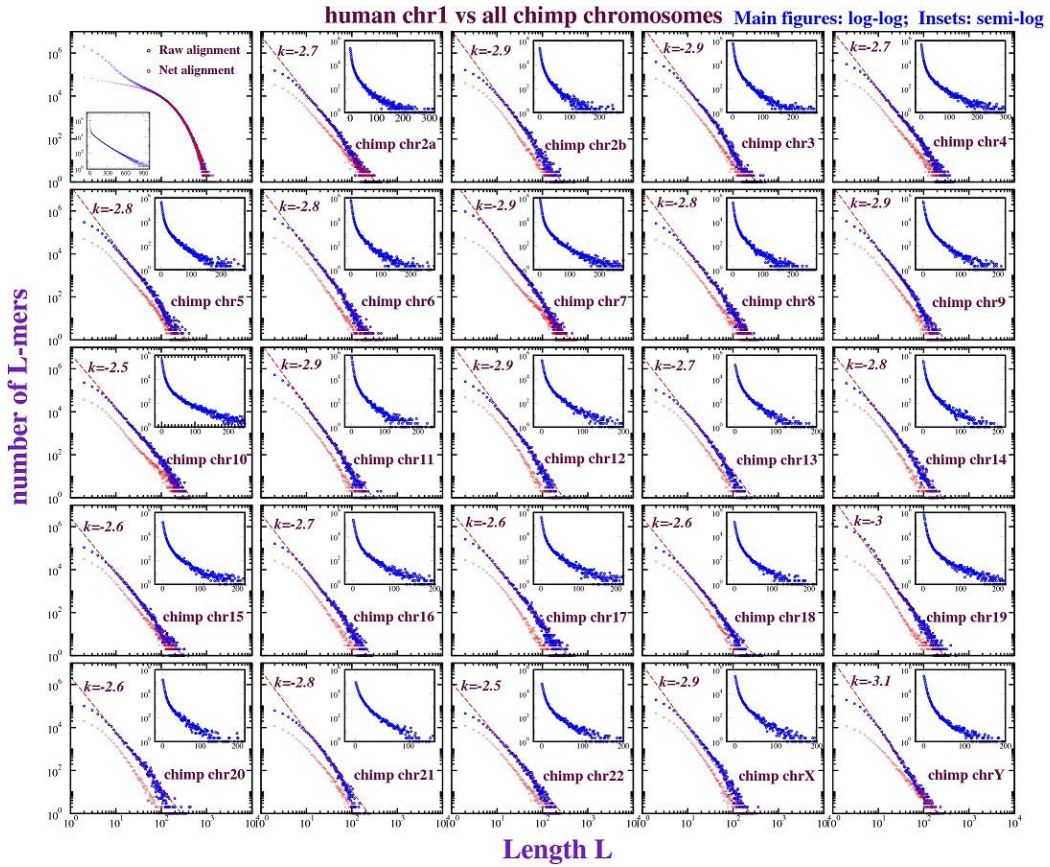 human chr1 vs all chimp chromosomes Main figures: log-log; Insets: semi-log
number of L-mers
Raw alignment
Net alignment
k=-2.7
chimp chr2a
k=-2.9
chimp chr2b
k=-2.9
chimp chr3
k=-2.7
chimp chr4
k=-2.8
chimp chr5
k=-2.8
chimp chr6
k=-2.9
chimp chr7
k=-2.8
chimp chr8
k=-2.9
chimp chr9
k=-2.5
chimp chr10
k=-2.9
chimp chr11
k=-2.9
chimp chr12
k=-2.7
chimp chr13
k=-2.8
chimp chr14
k=-2.6
chimp chr15
k=-2.7
chimp chr16
k=-2.6
chimp chr17
k=-2.6
chimp chr18
k=-3
chimp chr19
k=-2.6
chimp chr20
k=-2.8
chimp chr21
k=-2.5
chimp chr22
k=-2.9
chimp chrX
k=-3.1
chimp chrY
Length L